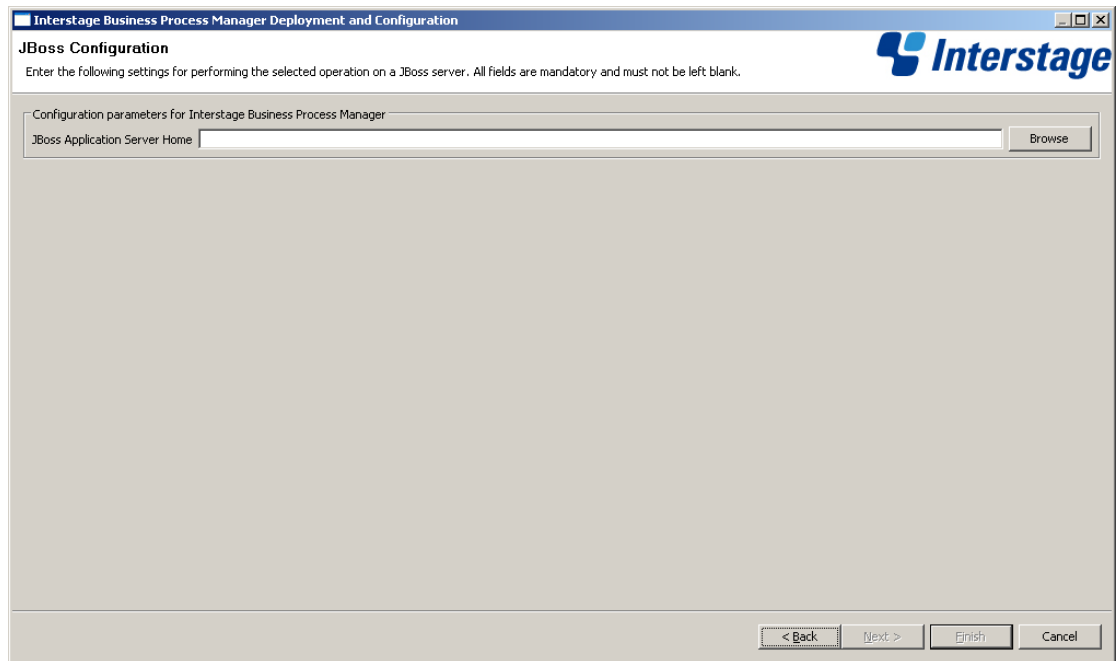 Interstage Business Process Manager Deployment and Configuration
JBoss Configuration
Enter the following settings for performing the selected operation on a JBoss server. All fields are mandatory and must not be left blank.
Interstage
Configuration parameters for Interstage Business Process Manager
JBoss Application Server Home
Browse
< Back
Next >
Finish
Cancel